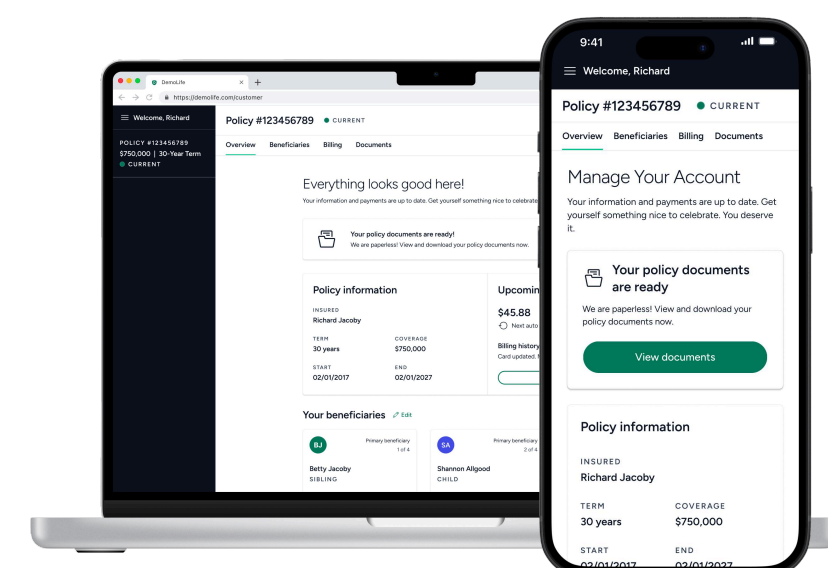 DemoLife
https://demolife.com/customer
Welcome, Richard
POLICY #123456789
$750,000 | 30-Year Term
CURRENT
Policy #123456789 CURRENT
Overview Beneficiaries Billing Documents
Everything looks good here!
Your information and payments are up to date. Get yourself something nice to celebrate
Your policy documents are ready!
We are paperless! View and download your policy documents now.
Policy information
INSURED
Richard Jacoby
TERM COVERAGE
30 years $750,000
START END
02/01/2017 02/01/2027
Upcomin
$45.88
Next auto
Billing history
Card updated,
Your beneficiaries Edit
BJ
Primary beneficiary
1 of 4
Betty Jacoby
SIBLING
SA
Primary beneficiary
2 of 4
Shannon Allgood
CHILD
9:41
Welcome, Richard
Policy #123456789 CURRENT
Overview Beneficiaries Billing Documents
Manage Your Account
Your information and payments are up to date. Get
yourself something nice to celebrate. You deserve
it.
Your policy documents
are ready
We are paperless! View and download your
policy documents now.
View documents
Policy information
INSURED
Richard Jacoby
TERM COVERAGE
30 years $750,000
START END
02/01/2017 02/01/2027